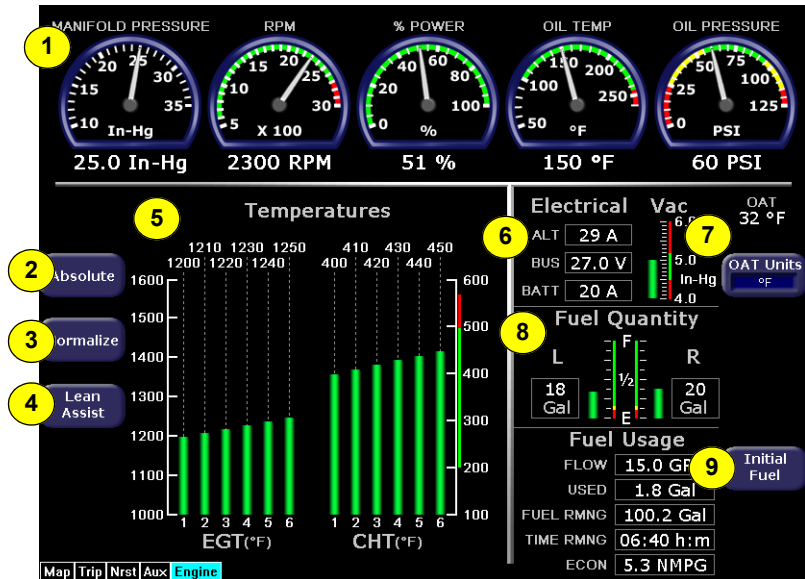 MANIFOLD PRESSURE RPM % POWER OIL TEMP OIL PRESSURE
1
10 15 20 25 30 35 In-Hg
5 10 15 20 25 30 X 100
0 20 40 60 80 100 %
100 150 200 250 °F
0 25 50 75 100 125 PSI
25.0 In-Hg 2300 RPM 51 % 150 °F 60 PSI
5
Temperatures
1200 1210 1220 1230 1240 1250
400 410 420 430 440 450
2
Absolute
3
4
Lean
Assist
1600
1500
1400
1300
1200
1100
1000
600
500
400
300
200
100
1 2 3 4 5 6
EGT(°F)
1 2 3 4 5 6
CHT(°F)
Electrical
6
ALT 29 A
BUS 27.0 V
BATT 20 A
Vac
5.0
In-Hg
4.0
7
OAT
32 °F
OAT Units
°F
8
Fuel Quantity
L F R
18
Gal
1/2
20
Gal
E
Fuel Usage
FLOW 15.0
USED 1.8 Gal
FUEL RMNG 100.2 Gal
TIME RMNG 06:40 h:m
ECON 5.3 NMPG
9
Initial
Fuel
Map Trip Nrst Aux Engine